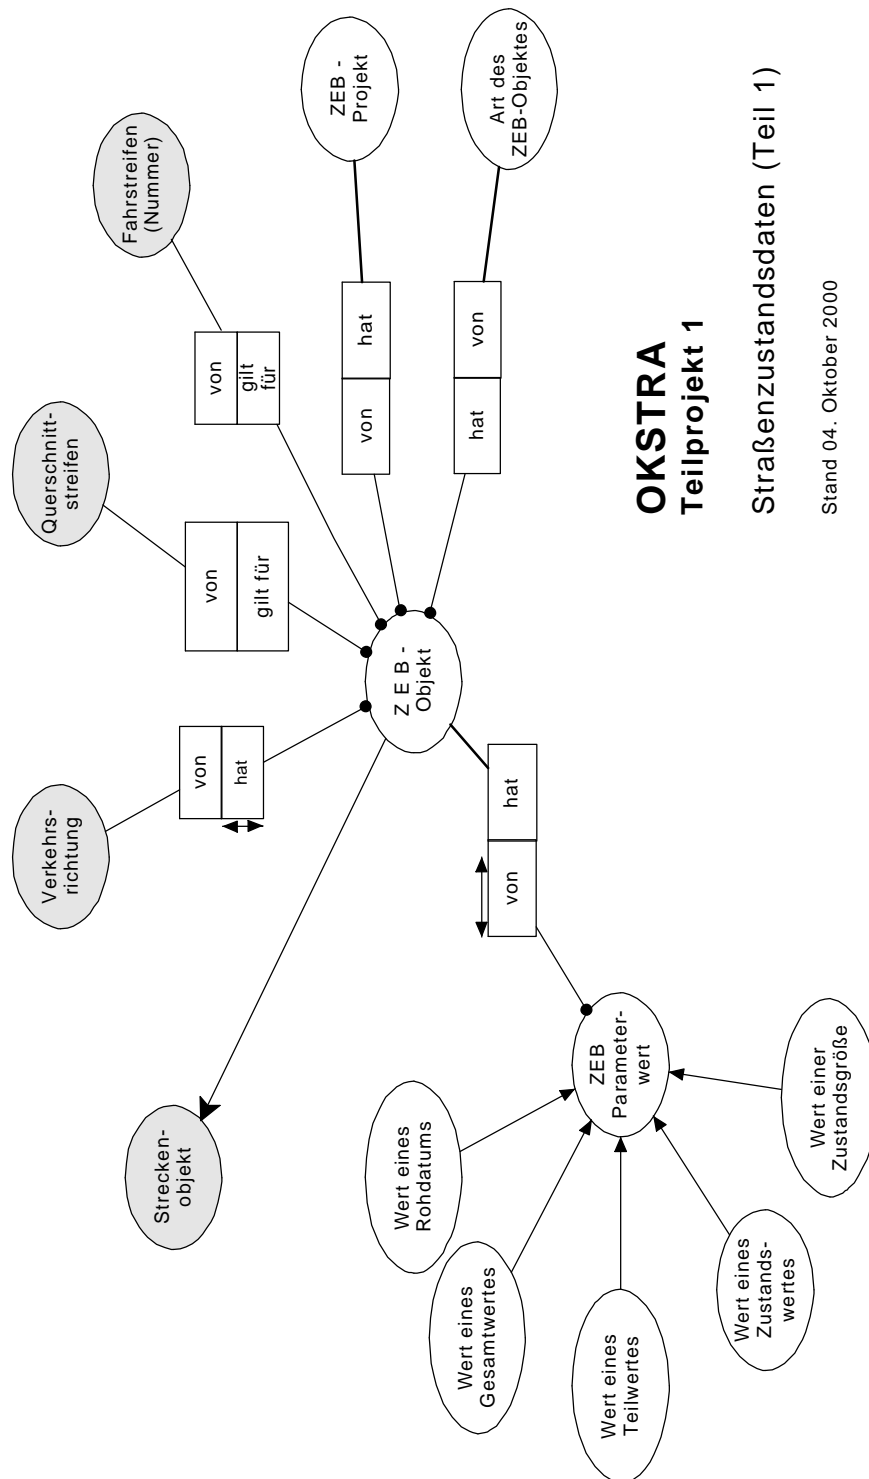 Strecken-
objekt
Verkehrs-
richtung
von
hat
Querschnitt-
streifen
von
gilt für
Fahrstreifen
(Nummer)
von
gilt
für
ZEB -
Projekt
von
hat
Art des
ZEB-Objektes
hat
von
Z E B -
Objekt
von
hat
ZEB
Parameter-
wert
Wert eines
Rohdatums
Wert eines
Gesamtwertes
Wert eines
Teilwertes
Wert eines
Zustands-
wertes
Wert einer
Zustandsgröße
OKSTRA
Teilprojekt 1
Straßenzustandsdaten (Teil 1)
Stand 04. Oktober 2000